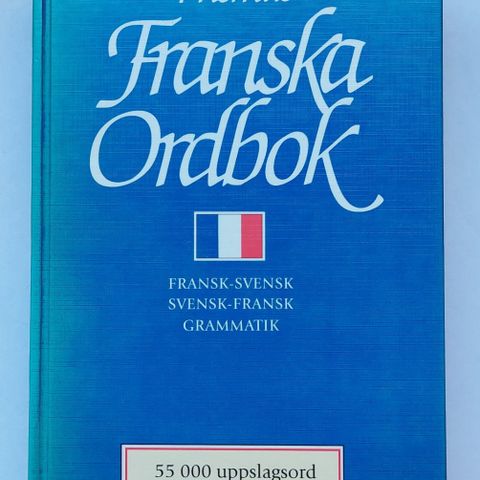 Franska
Ordbok
FRANSK-SVENSK
SVENSK-FRANSK
GRAMMATIK
55 000 uppslagsord